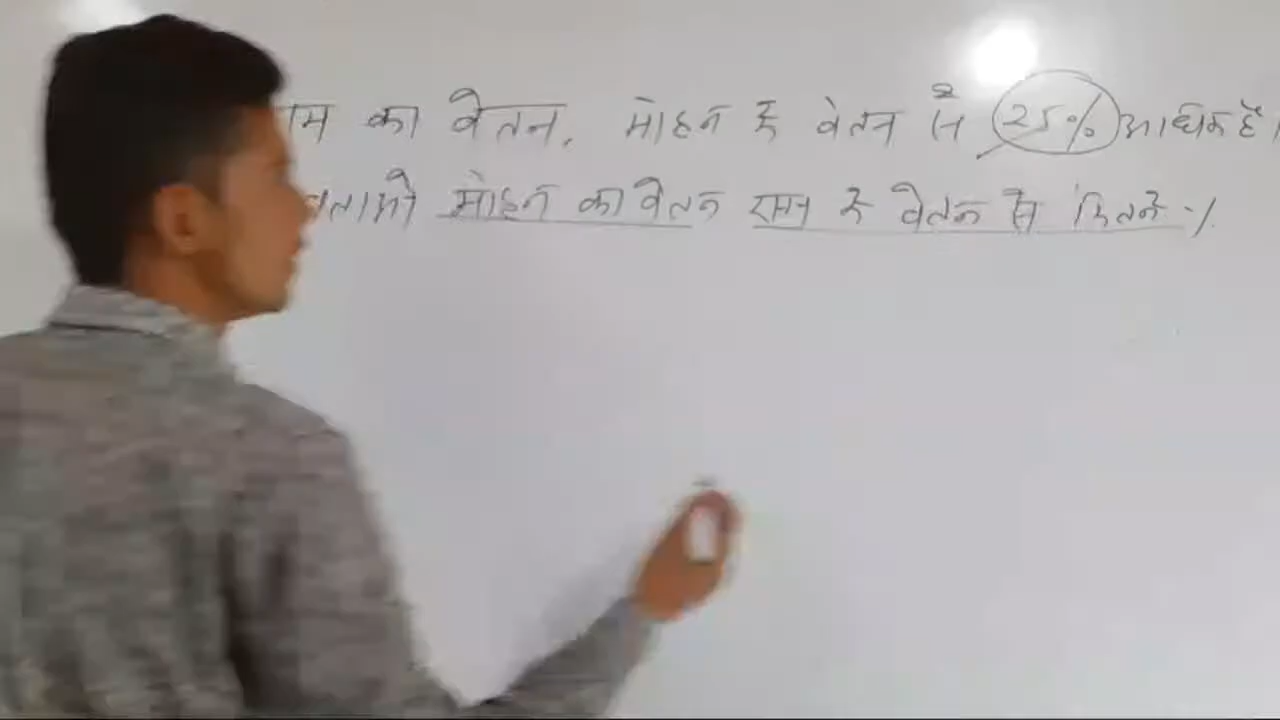 का वेतन, मोहन के वेतन से 25% अधिक है।
मोहन का वेतन राम के वेतन से कितने %